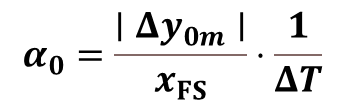 α₀ = | Δy₀ₘ | / x_FS · 1 / ΔT